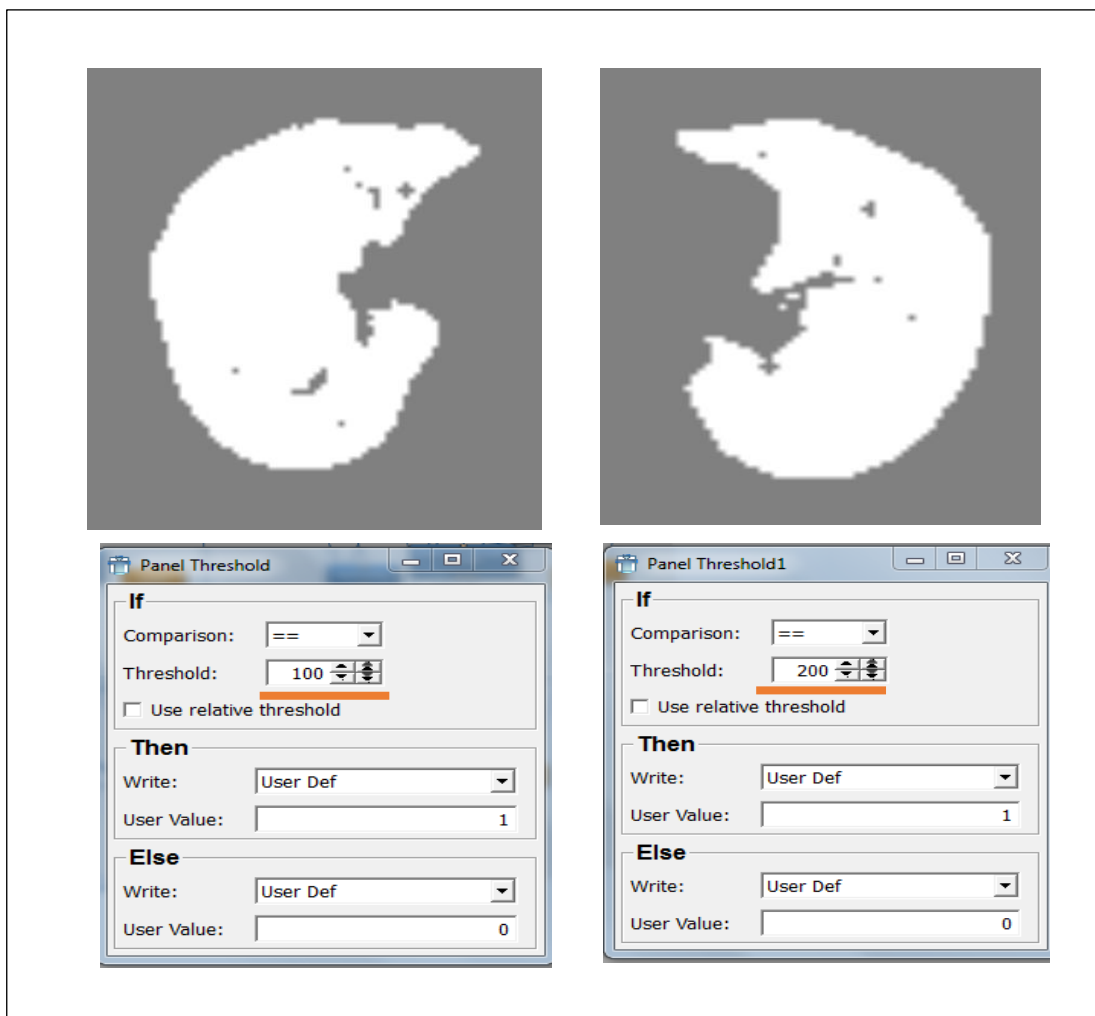 Panel Threshold
If
Comparison: ==
Threshold: 100
Use relative threshold
Then
Write: User Def
User Value: 1
Else
Write: User Def
User Value: 0
Panel Threshold1
If
Comparison: ==
Threshold: 200
Use relative threshold
Then
Write: User Def
User Value: 1
Else
Write: User Def
User Value: 0